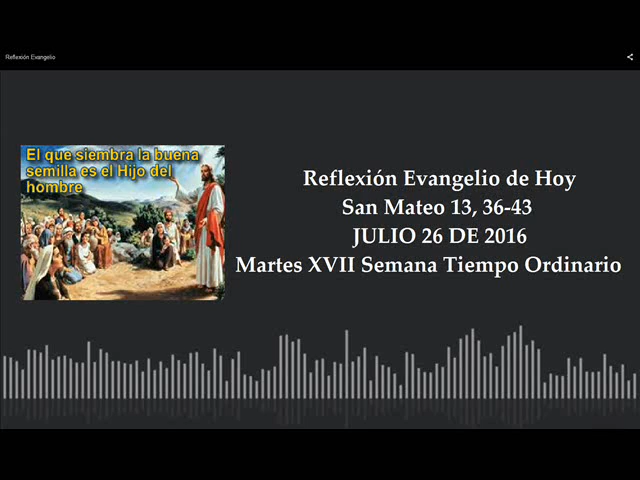 Reflexión Evangelio
El que siembra la buena
semilla es el Hijo del
hombre
Reflexión Evangelio de Hoy
San Mateo 13, 36-43
JULIO 26 DE 2016
Martes XVII Semana Tiempo Ordinario